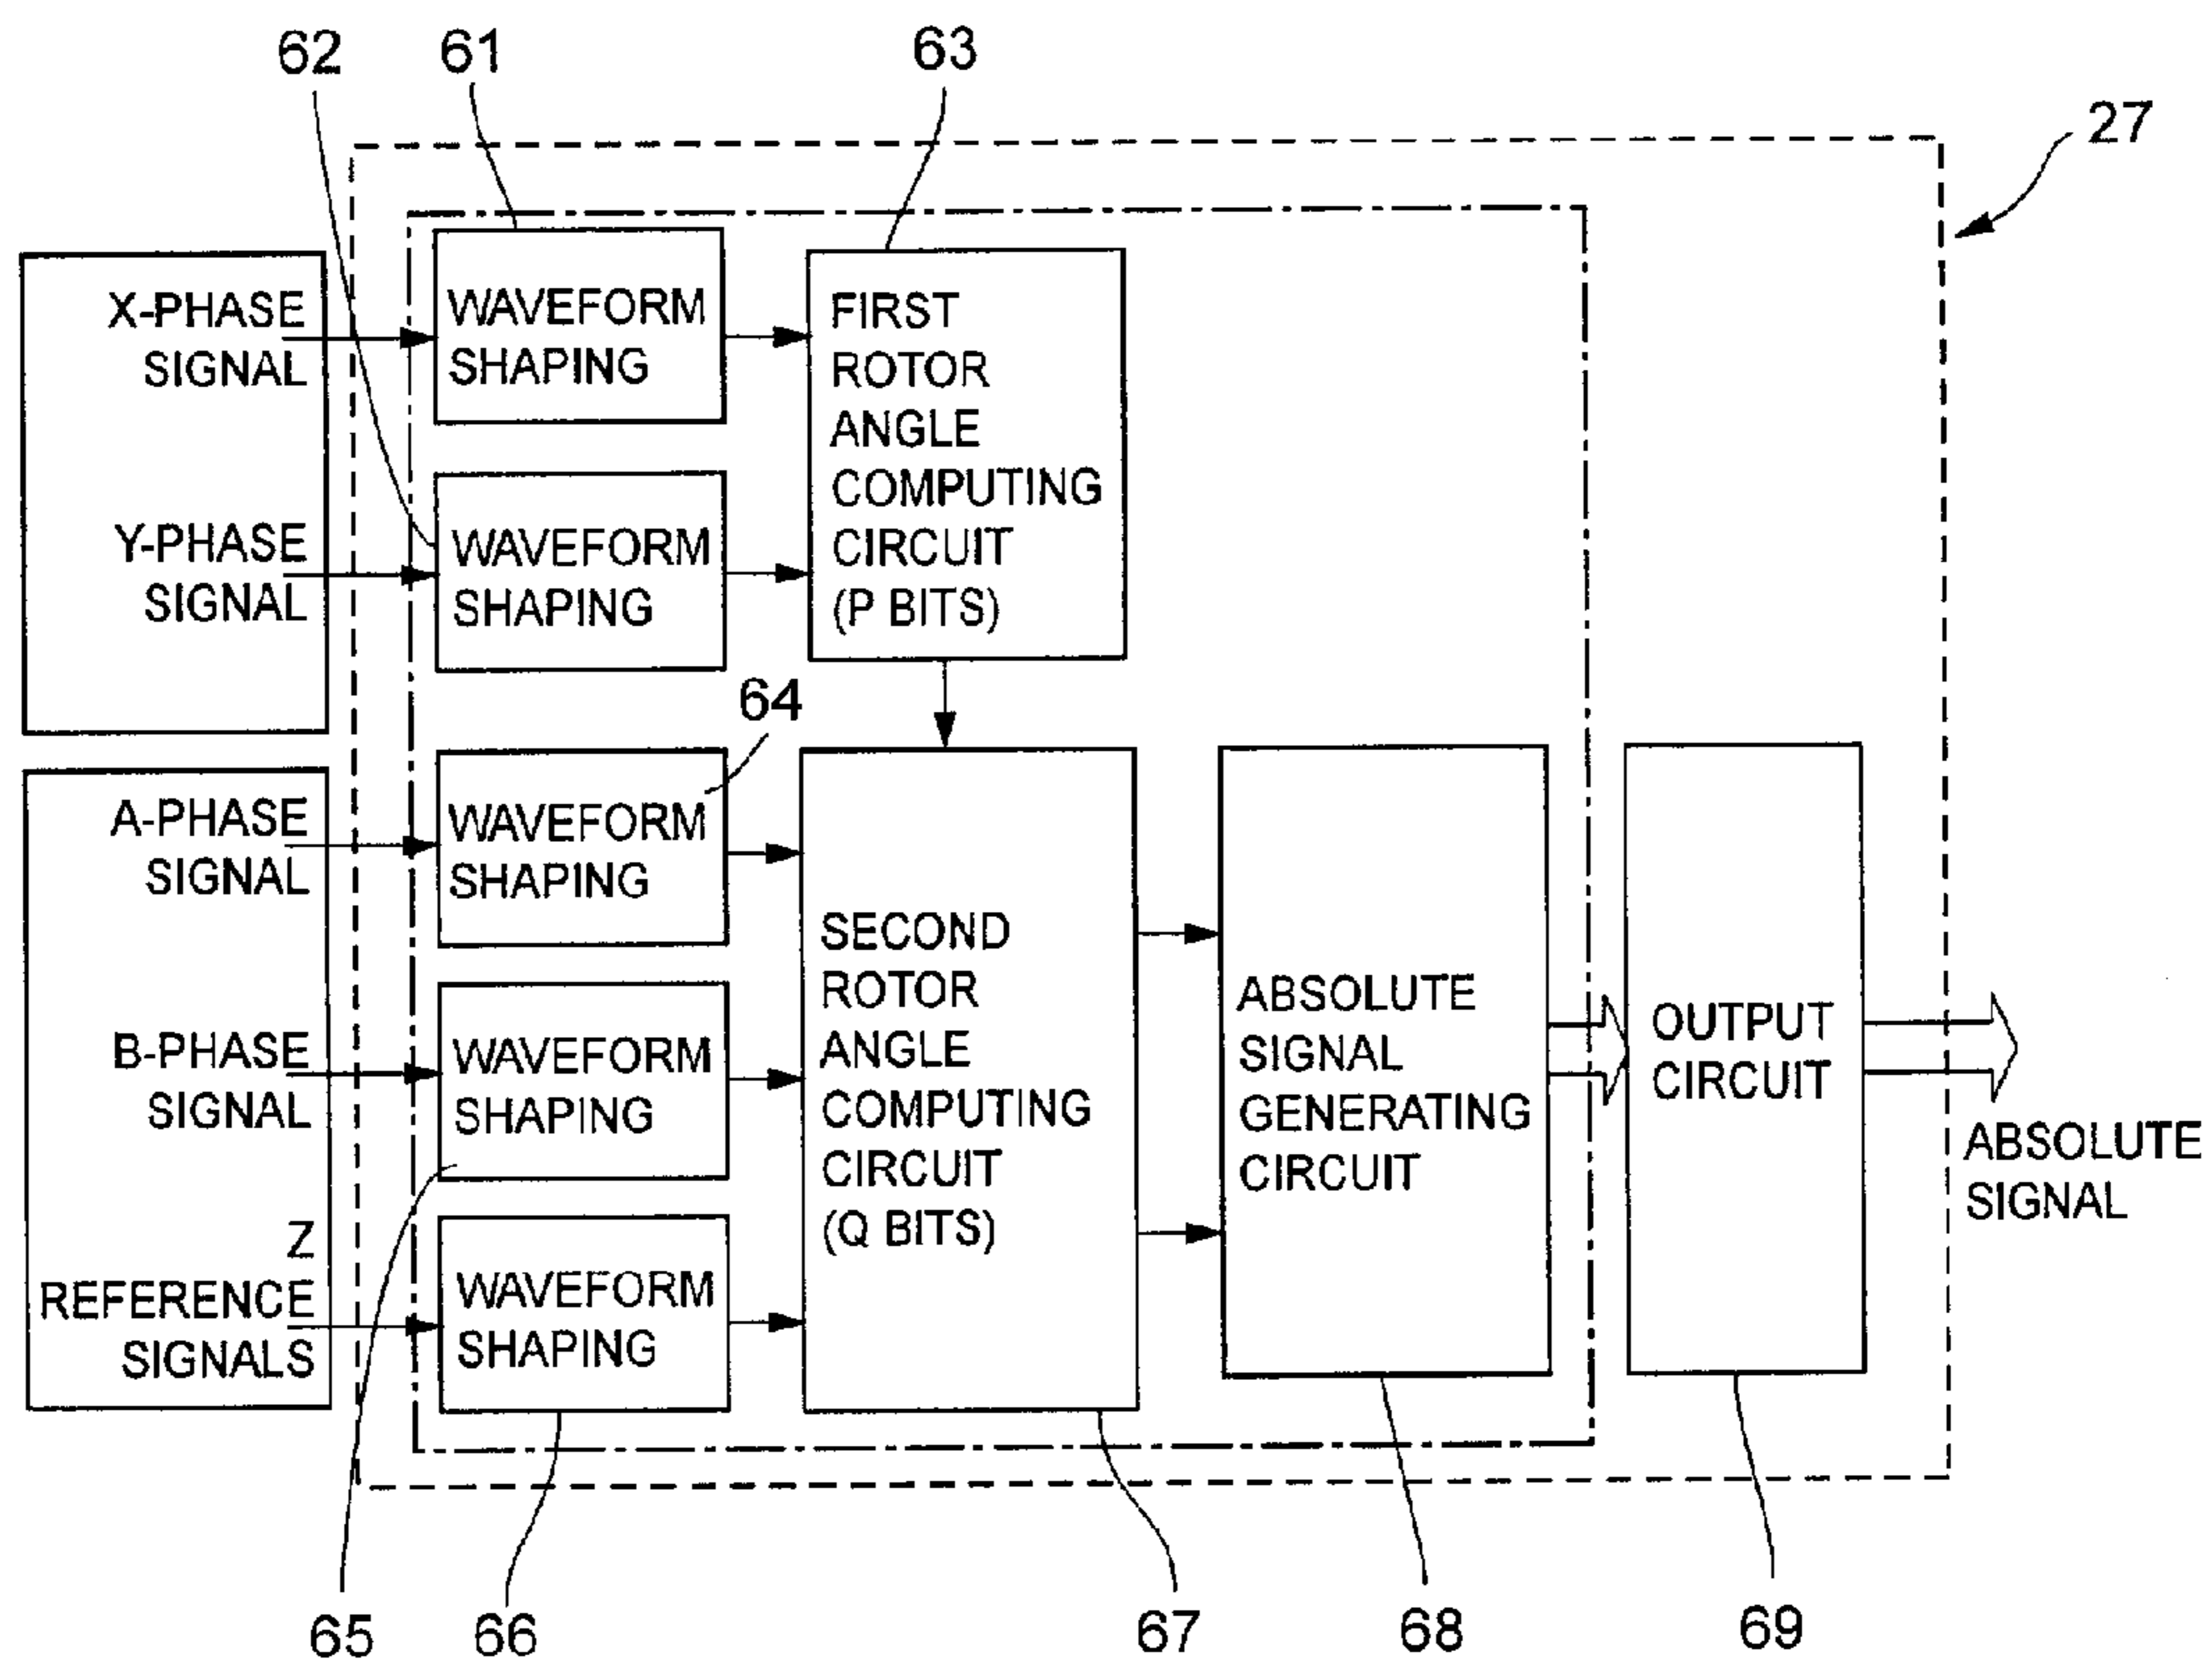 62
61
63
27
X-PHASE
SIGNAL
WAVEFORM
SHAPING
FIRST
ROTOR
ANGLE
COMPUTING
CIRCUIT
(P BITS)
Y-PHASE
SIGNAL
WAVEFORM
SHAPING
64
A-PHASE
SIGNAL
WAVEFORM
SHAPING
B-PHASE
SIGNAL
WAVEFORM
SHAPING
Z
REFERENCE
SIGNALS
WAVEFORM
SHAPING
SECOND
ROTOR
ANGLE
COMPUTING
CIRCUIT
(Q BITS)
ABSOLUTE
SIGNAL
GENERATING
CIRCUIT
OUTPUT
CIRCUIT
ABSOLUTE
SIGNAL
65
66
67
68
69